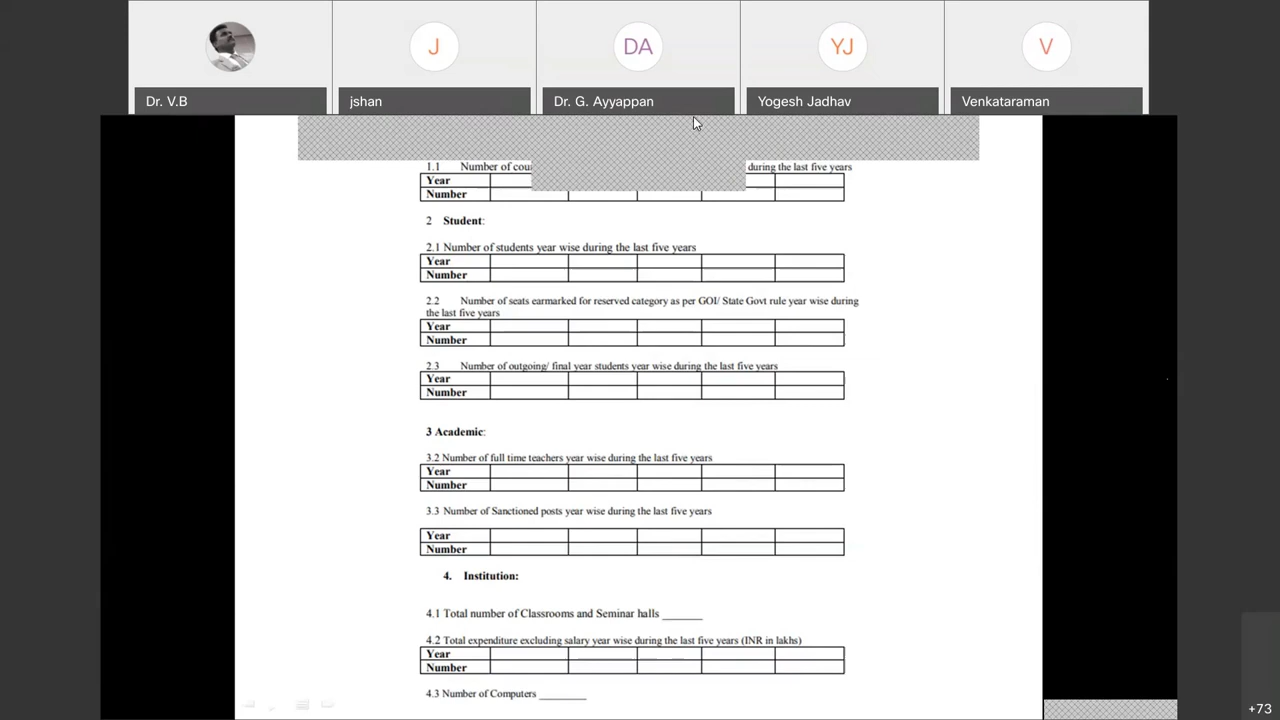 Dr. V.B
J
jshan
DA
Dr. G. Ayyappan
YJ
Yogesh Jadhav
V
Venkataraman
1.1 Number of during the last five years
Year
Number
2 Student:
2.1 Number of students year wise during the last five years
Year
Number
2.2 Number of seats earmarked for reserved category as per GOI/ State Govt rule year wise during
the last five years
Year
Number
2.3 Number of outgoing/ final year students year wise during the last five years
Year
Number
3 Academic:
3.2 Number of full time teachers year wise during the last five years
Year
Number
3.3 Number of Sanctioned posts year wise during the last five years
Year
Number
4. Institution:
4.1 Total number of Classrooms and Seminar halls _______
4.2 Total expenditure excluding salary year wise during the last five years (INR in lakhs)
Year
Number
4.3 Number of Computers ________
+73